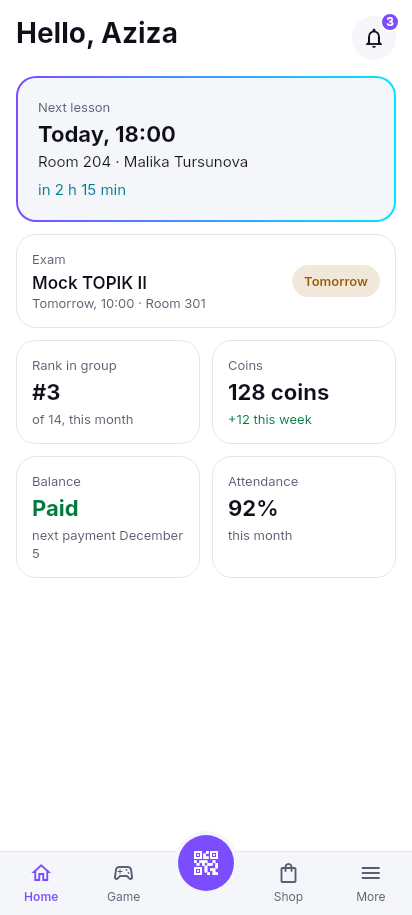 Hello, Aziza
3
Next lesson
Today, 18:00
Room 204 · Malika Tursunova
in 2 h 15 min
Exam
Mock TOPIK II
Tomorrow, 10:00 · Room 301
Tomorrow
Rank in group
#3
of 14, this month
Coins
128 coins
+12 this week
Balance
Paid
next payment December
5
Attendance
92%
this month
Home
Game
Shop
More